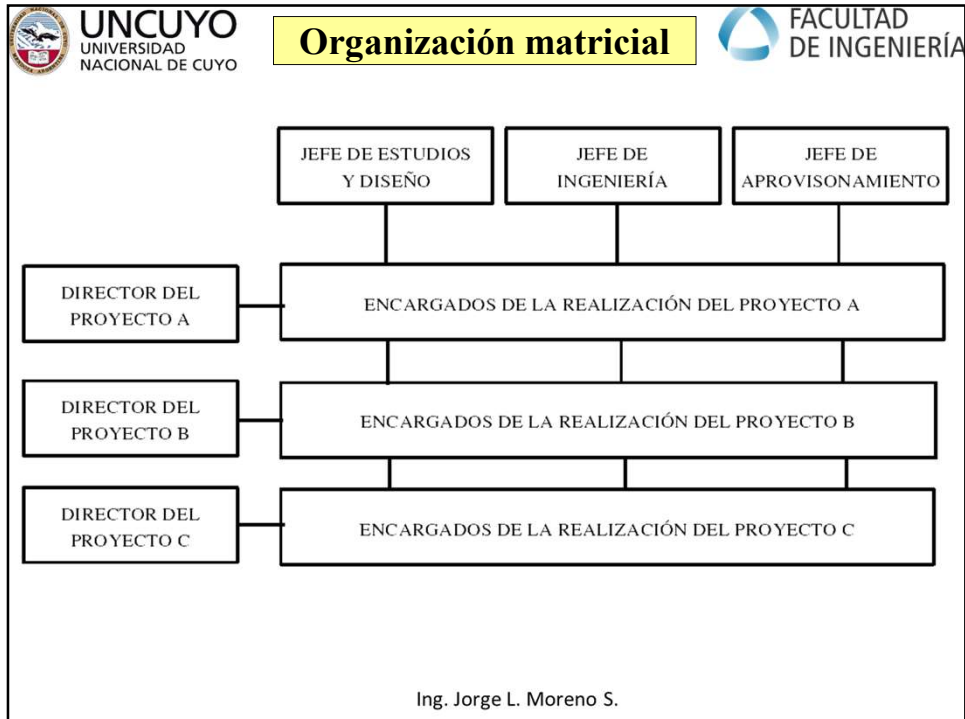 UNCUYO
UNIVERSIDAD
NACIONAL DE CUYO
Organización matricial
FACULTAD
DE INGENIERÍA
JEFE DE ESTUDIOS
Y DISEÑO
JEFE DE
INGENIERÍA
JEFE DE
APROVISONAMIENTO
DIRECTOR DEL
PROYECTO A
ENCARGADOS DE LA REALIZACIÓN DEL PROYECTO A
DIRECTOR DEL
PROYECTO B
ENCARGADOS DE LA REALIZACIÓN DEL PROYECTO B
DIRECTOR DEL
PROYECTO C
ENCARGADOS DE LA REALIZACIÓN DEL PROYECTO C
Ing. Jorge L. Moreno S.